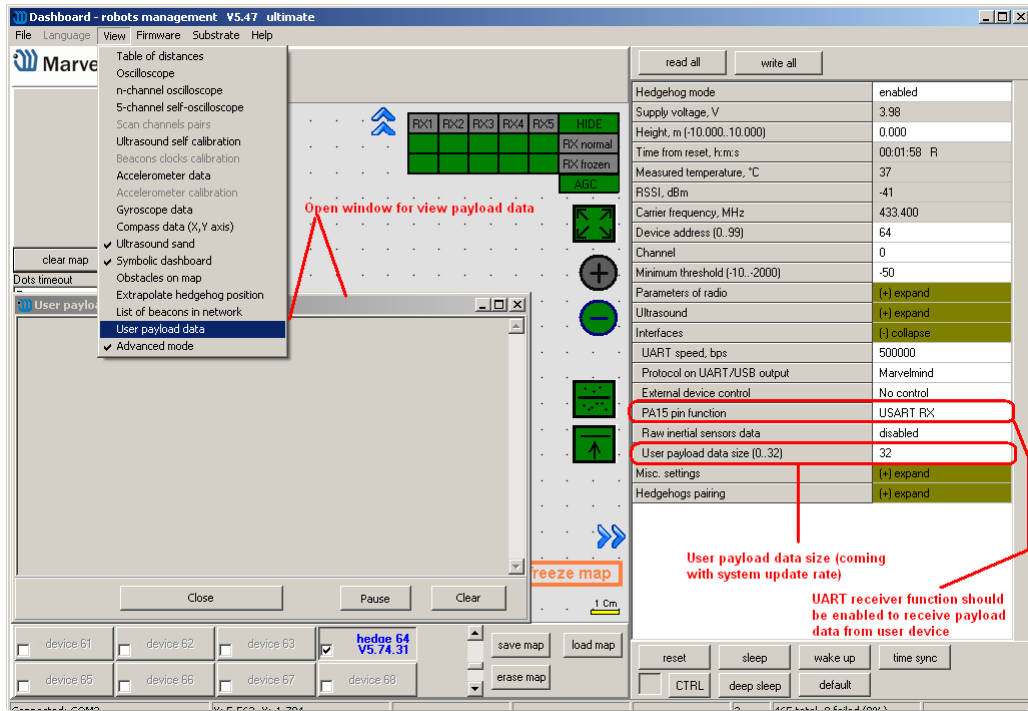 Dashboard - robots management V5.47 ultimate
File Language View Firmware Substrate Help
Marve
Table of distances
Oscilloscope
n-channel oscilloscope
5-channel self-oscilloscope
Scan channels pairs
Ultrasound self calibration
Beacons clocks calibration
Accelerometer data
Accelerometer calibration
Gyroscope data
Compass data (X,Y axis)
Ultrasound sand
Symbolic dashboard
Obstacles on map
Extrapolate hedgehog position
List of beacons in network
User payload data
Advanced mode
clear map
Dots timeout
RX1 RX2 RX3 RX4 RX5 HIDE
RX normal
RX frozen
AGC
Open window for view payload data
User paylo
Close Pause Clear
freeze map
1 Cm
device 61 device 62 device 63 hedge 64 V5.74.31
device 65 device 66 device 67 device 68
save map load map
erase map
read all write all
Hedgehog mode enabled
Supply voltage, V 3.98
Height, m (-10.000..10.000) 0.000
Time from reset, h:m:s 00:01:58 R
Measured temperature, °C 37
RSSI, dBm -41
Carrier frequency, MHz 433.400
Device address (0..99) 64
Channel 0
Minimum threshold (-10..-2000) -50
Parameters of radio (+) expand
Ultrasound (+) expand
Interfaces (-) collapse
UART speed, bps 500000
Protocol on UART/USB output Marvelmind
External device control No control
PA15 pin function USART RX
Raw inertial sensors data disabled
User payload data size (0..32) 32
Misc. settings (+) expand
Hedgehogs pairing (+) expand
User payload data size (coming
with system update rate)
UART receiver function should
be enabled to receive payload
data from user device
reset sleep wake up time sync
CTRL deep sleep default